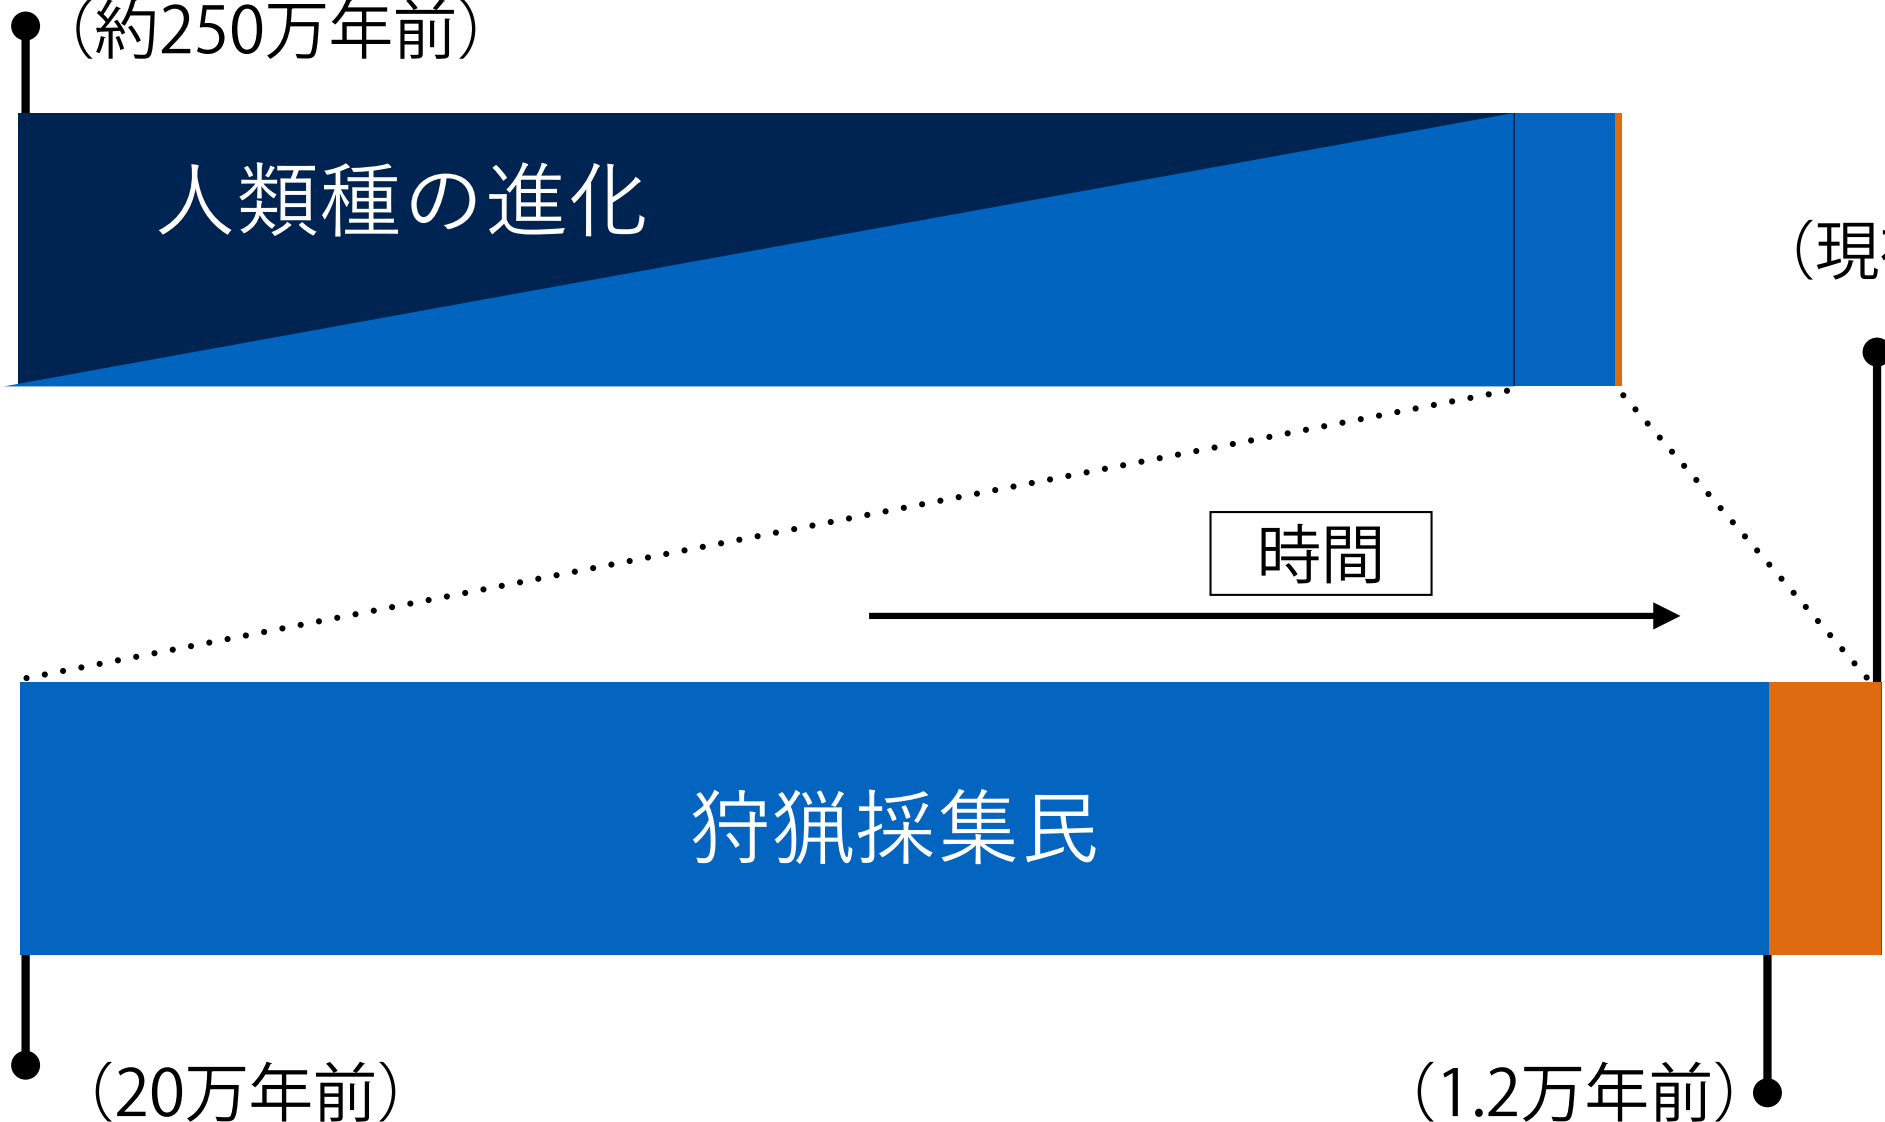 （約250万年前）
人類種の進化
（現
時間
狩猟採集民
（20万年前）
（1.2万年前）